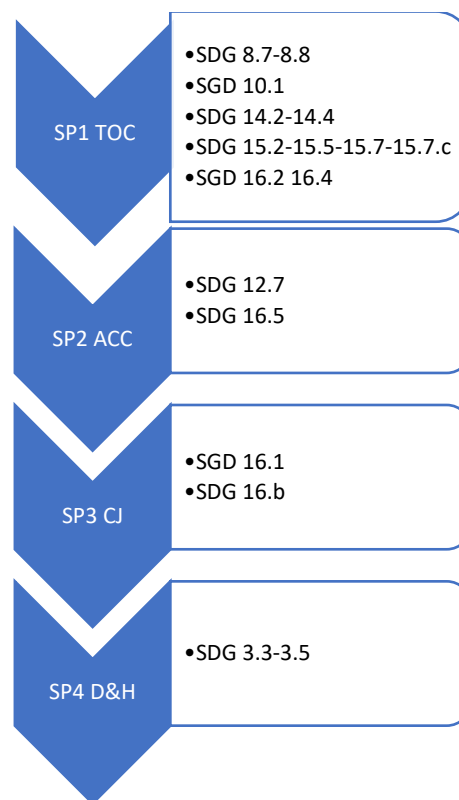 SP1 TOC
•SDG 8.7-8.8
•SGD 10.1
•SDG 14.2-14.4
•SDG 15.2-15.5-15.7-15.7.c
•SGD 16.2 16.4
SP2 ACC
•SDG 12.7
•SDG 16.5
SP3 CJ
•SGD 16.1
•SDG 16.b
SP4 D&H
•SDG 3.3-3.5